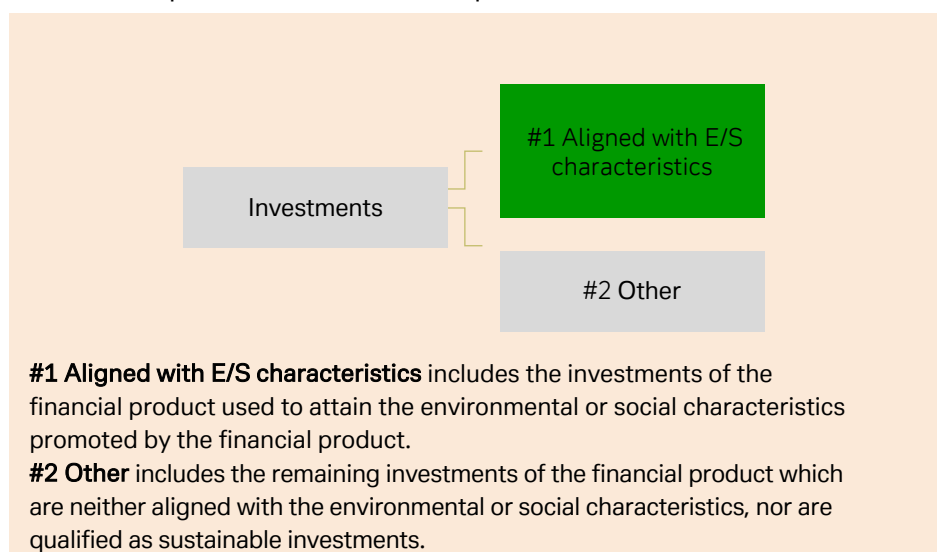 #1 Aligned with E/S
characteristics
Investments
#2 Other
#1 Aligned with E/S characteristics includes the investments of the
financial product used to attain the environmental or social characteristics
promoted by the financial product.
#2 Other includes the remaining investments of the financial product which
are neither aligned with the environmental or social characteristics, nor are
qualified as sustainable investments.